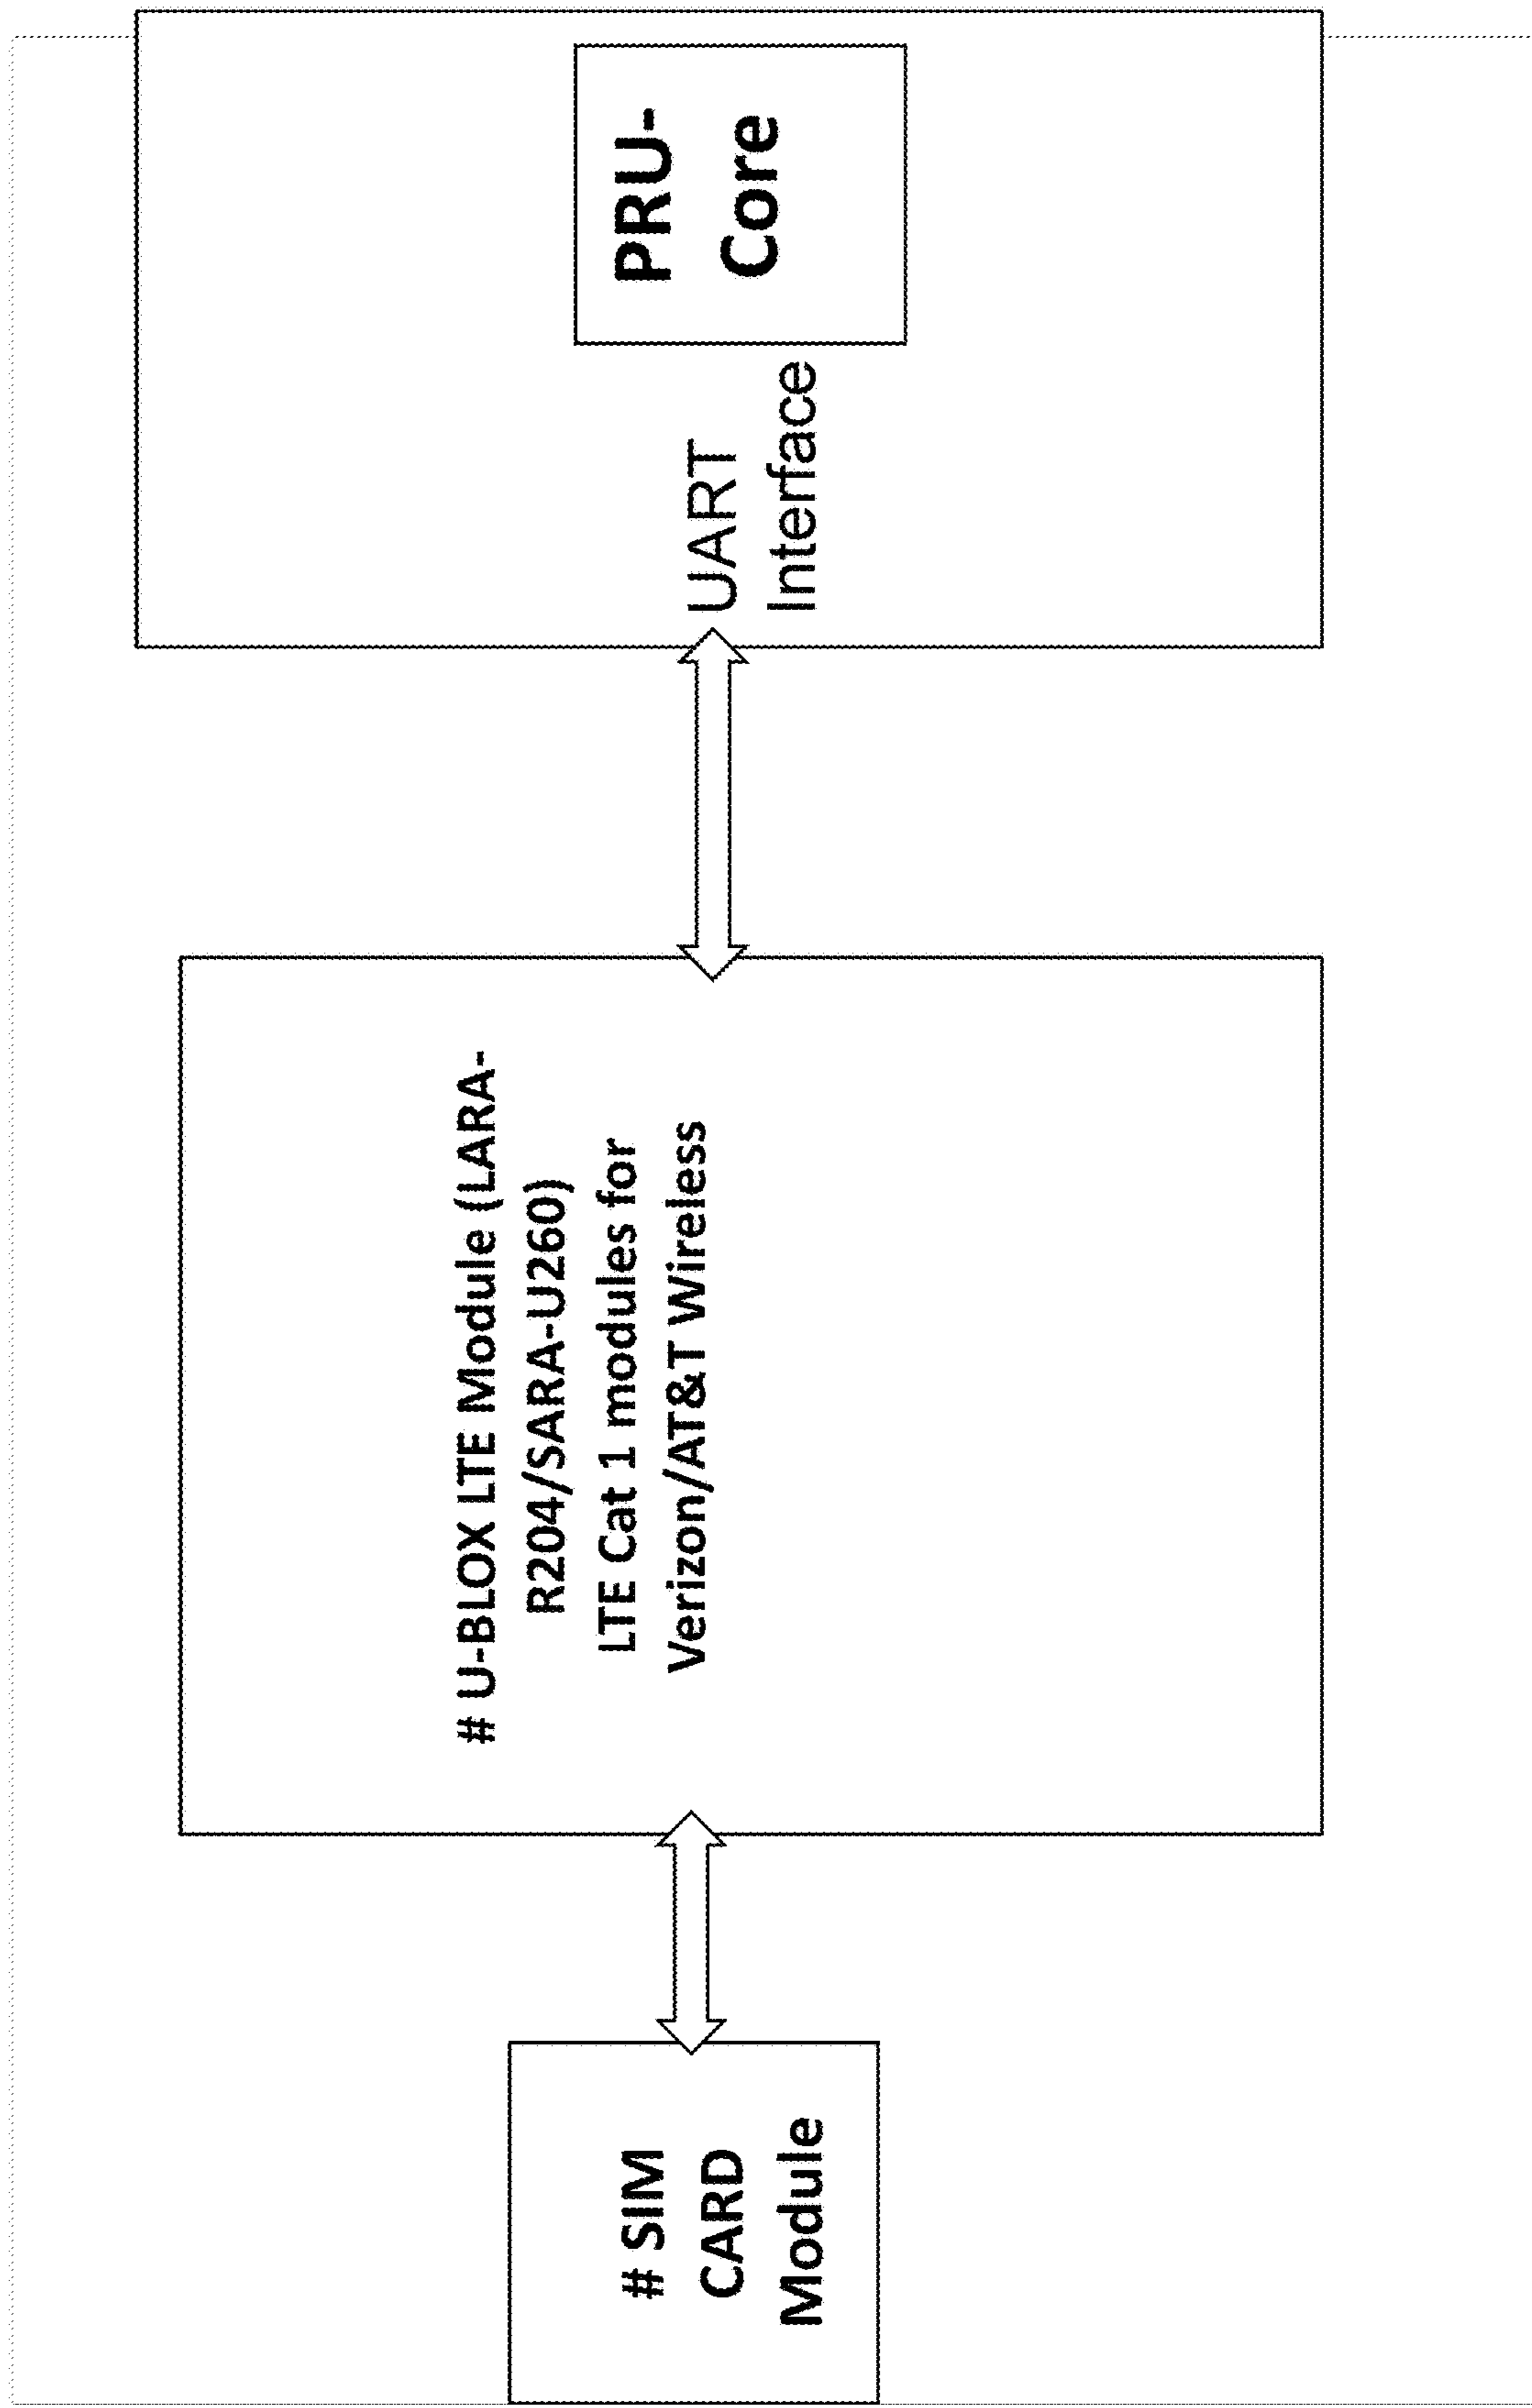 # SIM
CARD
Module
# U-BLOX LTE Module (LARA-
R204/SARA-U260)
LTE Cat 1 modules for
Verizon/AT&T Wireless
UART
Interface
PRU-
Core